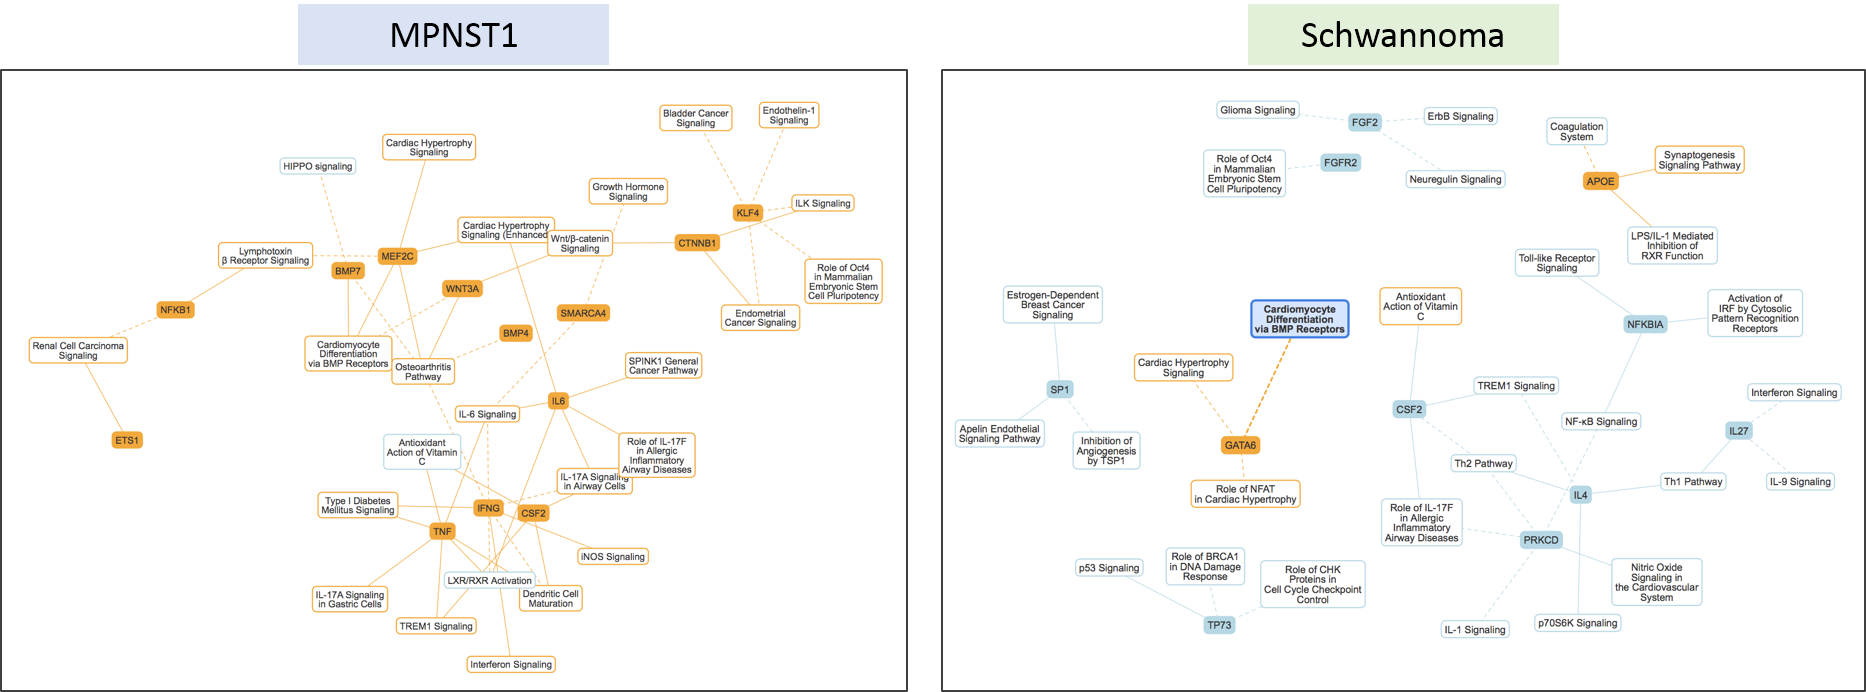 MPNST1
Bladder Cancer
Signaling
Endothelin-1
Signaling
Cardiac Hypertrophy
Signaling
HIPPO signaling
Growth Hormone
Signaling
ILK Signaling
KLF4
Cardiac Hypertrophy
Signaling (Enhanced
Wnt/β-catenin
Signaling
CTNNB1
Lymphotoxin
β Receptor Signaling
MEF2C
BMP7
Role of Oct4
in Mammalian
Embryonic Stem
Cell Pluripotency
WNT3A
NFKB1
SMARCA4
Endometrial
Cancer Signaling
BMP4
Renal Cell Carcinoma
Signaling
Cardiomyocyte
Differentiation
via BMP Receptors
Osteoarthritis
Pathway
SPINK1 General
Cancer Pathway
IL6
IL-6 Signaling
ETS1
Antioxidant
Action of Vitamin
C
Role of IL-17F
in Allergic
Inflammatory
Airway Diseases
IL-17A Signaling
in Airway Cells
Type I Diabetes
Mellitus Signaling
IFNG
CSF2
TNF
iNOS Signaling
LXR/RXR Activation
IL-17A Signaling
in Gastric Cells
Dendritic Cell
Maturation
TREM1 Signaling
Interferon Signaling
Schwannoma
Glioma Signaling
FGF2
ErbB Signaling
Coagulation
System
Role of Oct4
in Mammalian
Embryonic Stem
Cell Pluripotency
FGFR2
Neuregulin Signaling
Synaptogenesis
Signaling Pathway
APOE
LPS/IL-1 Mediated
Inhibition of
RXR Function
Toll-like Receptor
Signaling
Estrogen-Dependent
Breast Cancer
Signaling
Cardiomyocyte
Differentiation
via BMP Receptors
Antioxidant
Action of Vitamin
C
NFKBIA
Activation of
IRF by Cytosolic
Pattern Recognition
Receptors
Cardiac Hypertrophy
Signaling
SP1
CSF2
TREM1 Signaling
Interferon Signaling
NF-κB Signaling
IL27
Apelin Endothelial
Signaling Pathway
Inhibition of
Angiogenesis
by TSP1
GATA6
Th2 Pathway
Th1 Pathway
IL-9 Signaling
Role of NFAT
in Cardiac Hypertrophy
IL4
Role of IL-17F
in Allergic
Inflammatory
Airway Diseases
PRKCD
p53 Signaling
Role of BRCA1
in DNA Damage
Response
Role of CHK
Proteins in
Cell Cycle Checkpoint
Control
Nitric Oxide
Signaling in
the Cardiovascular
System
TP73
IL-1 Signaling
p70S6K Signaling